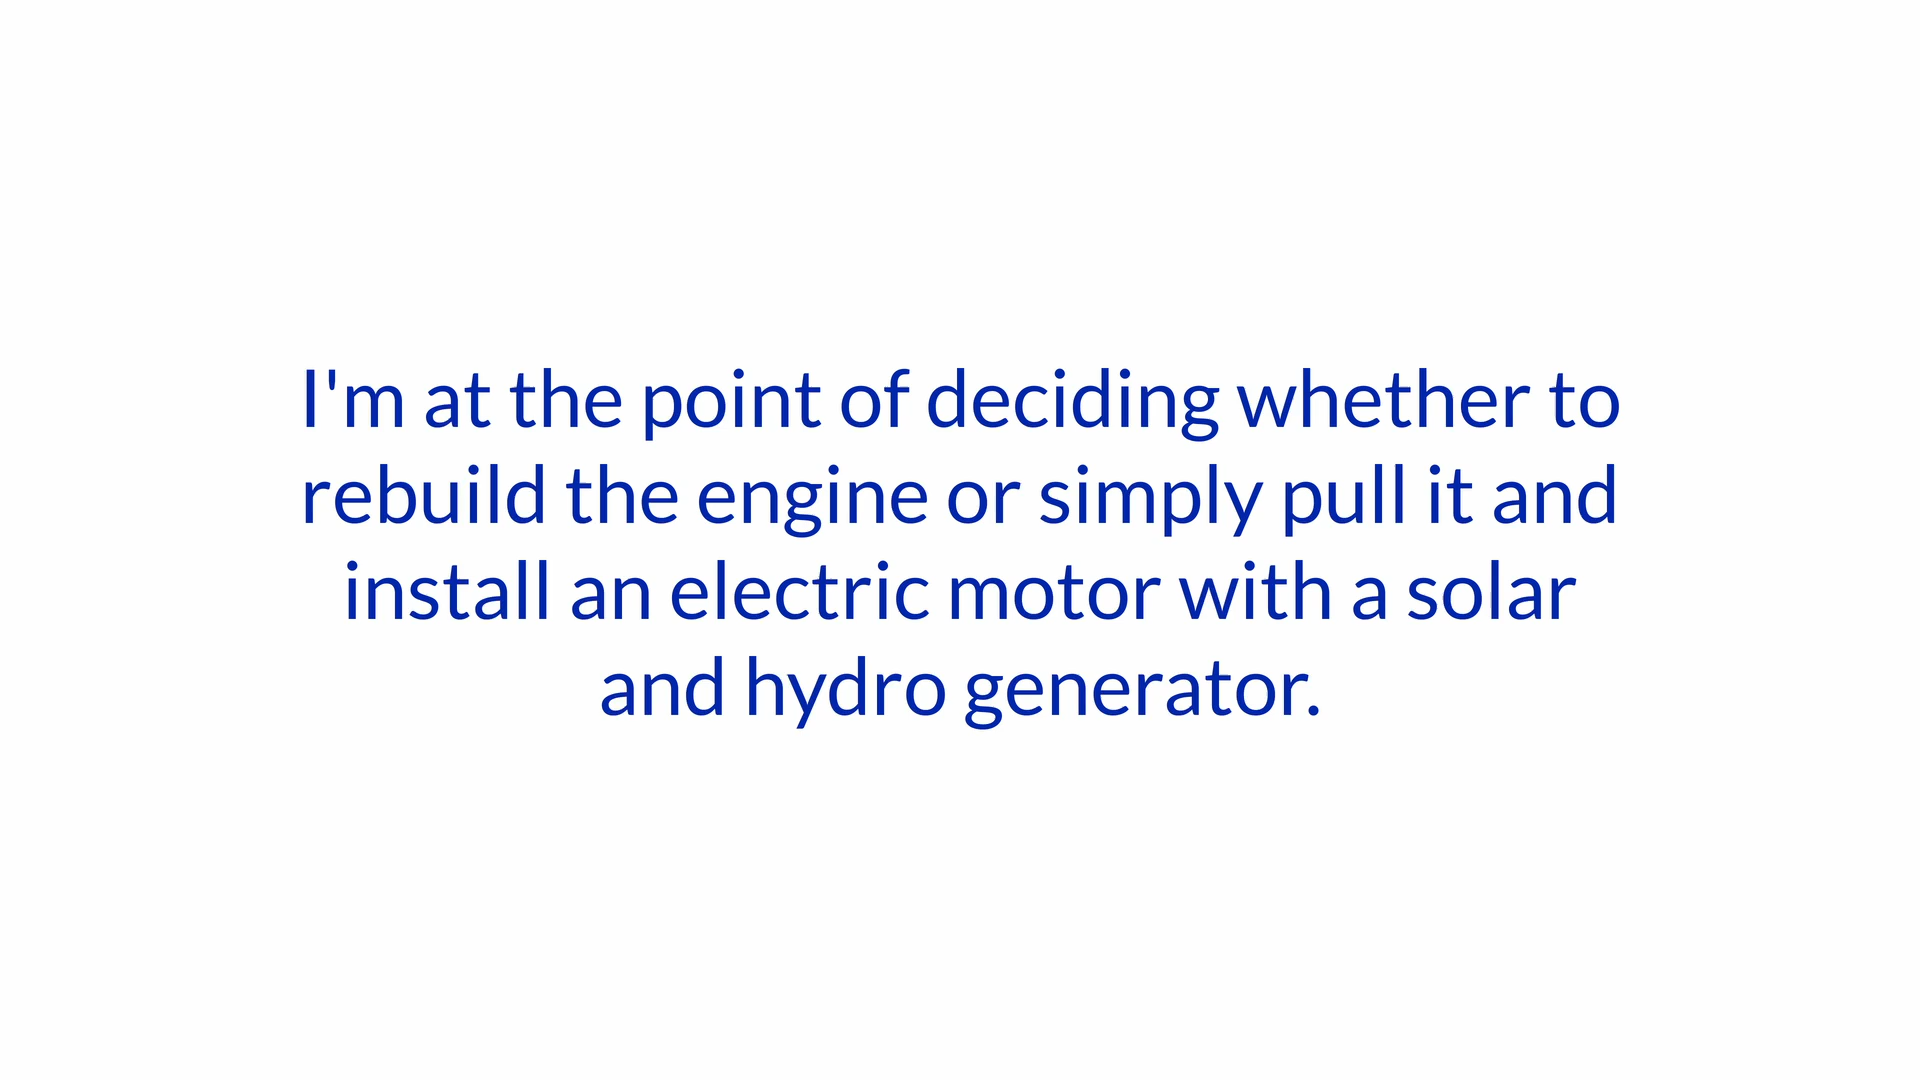 I'm at the point of deciding whether to
rebuild the engine or simply pull it and
install an electric motor with a solar
and hydro generator.